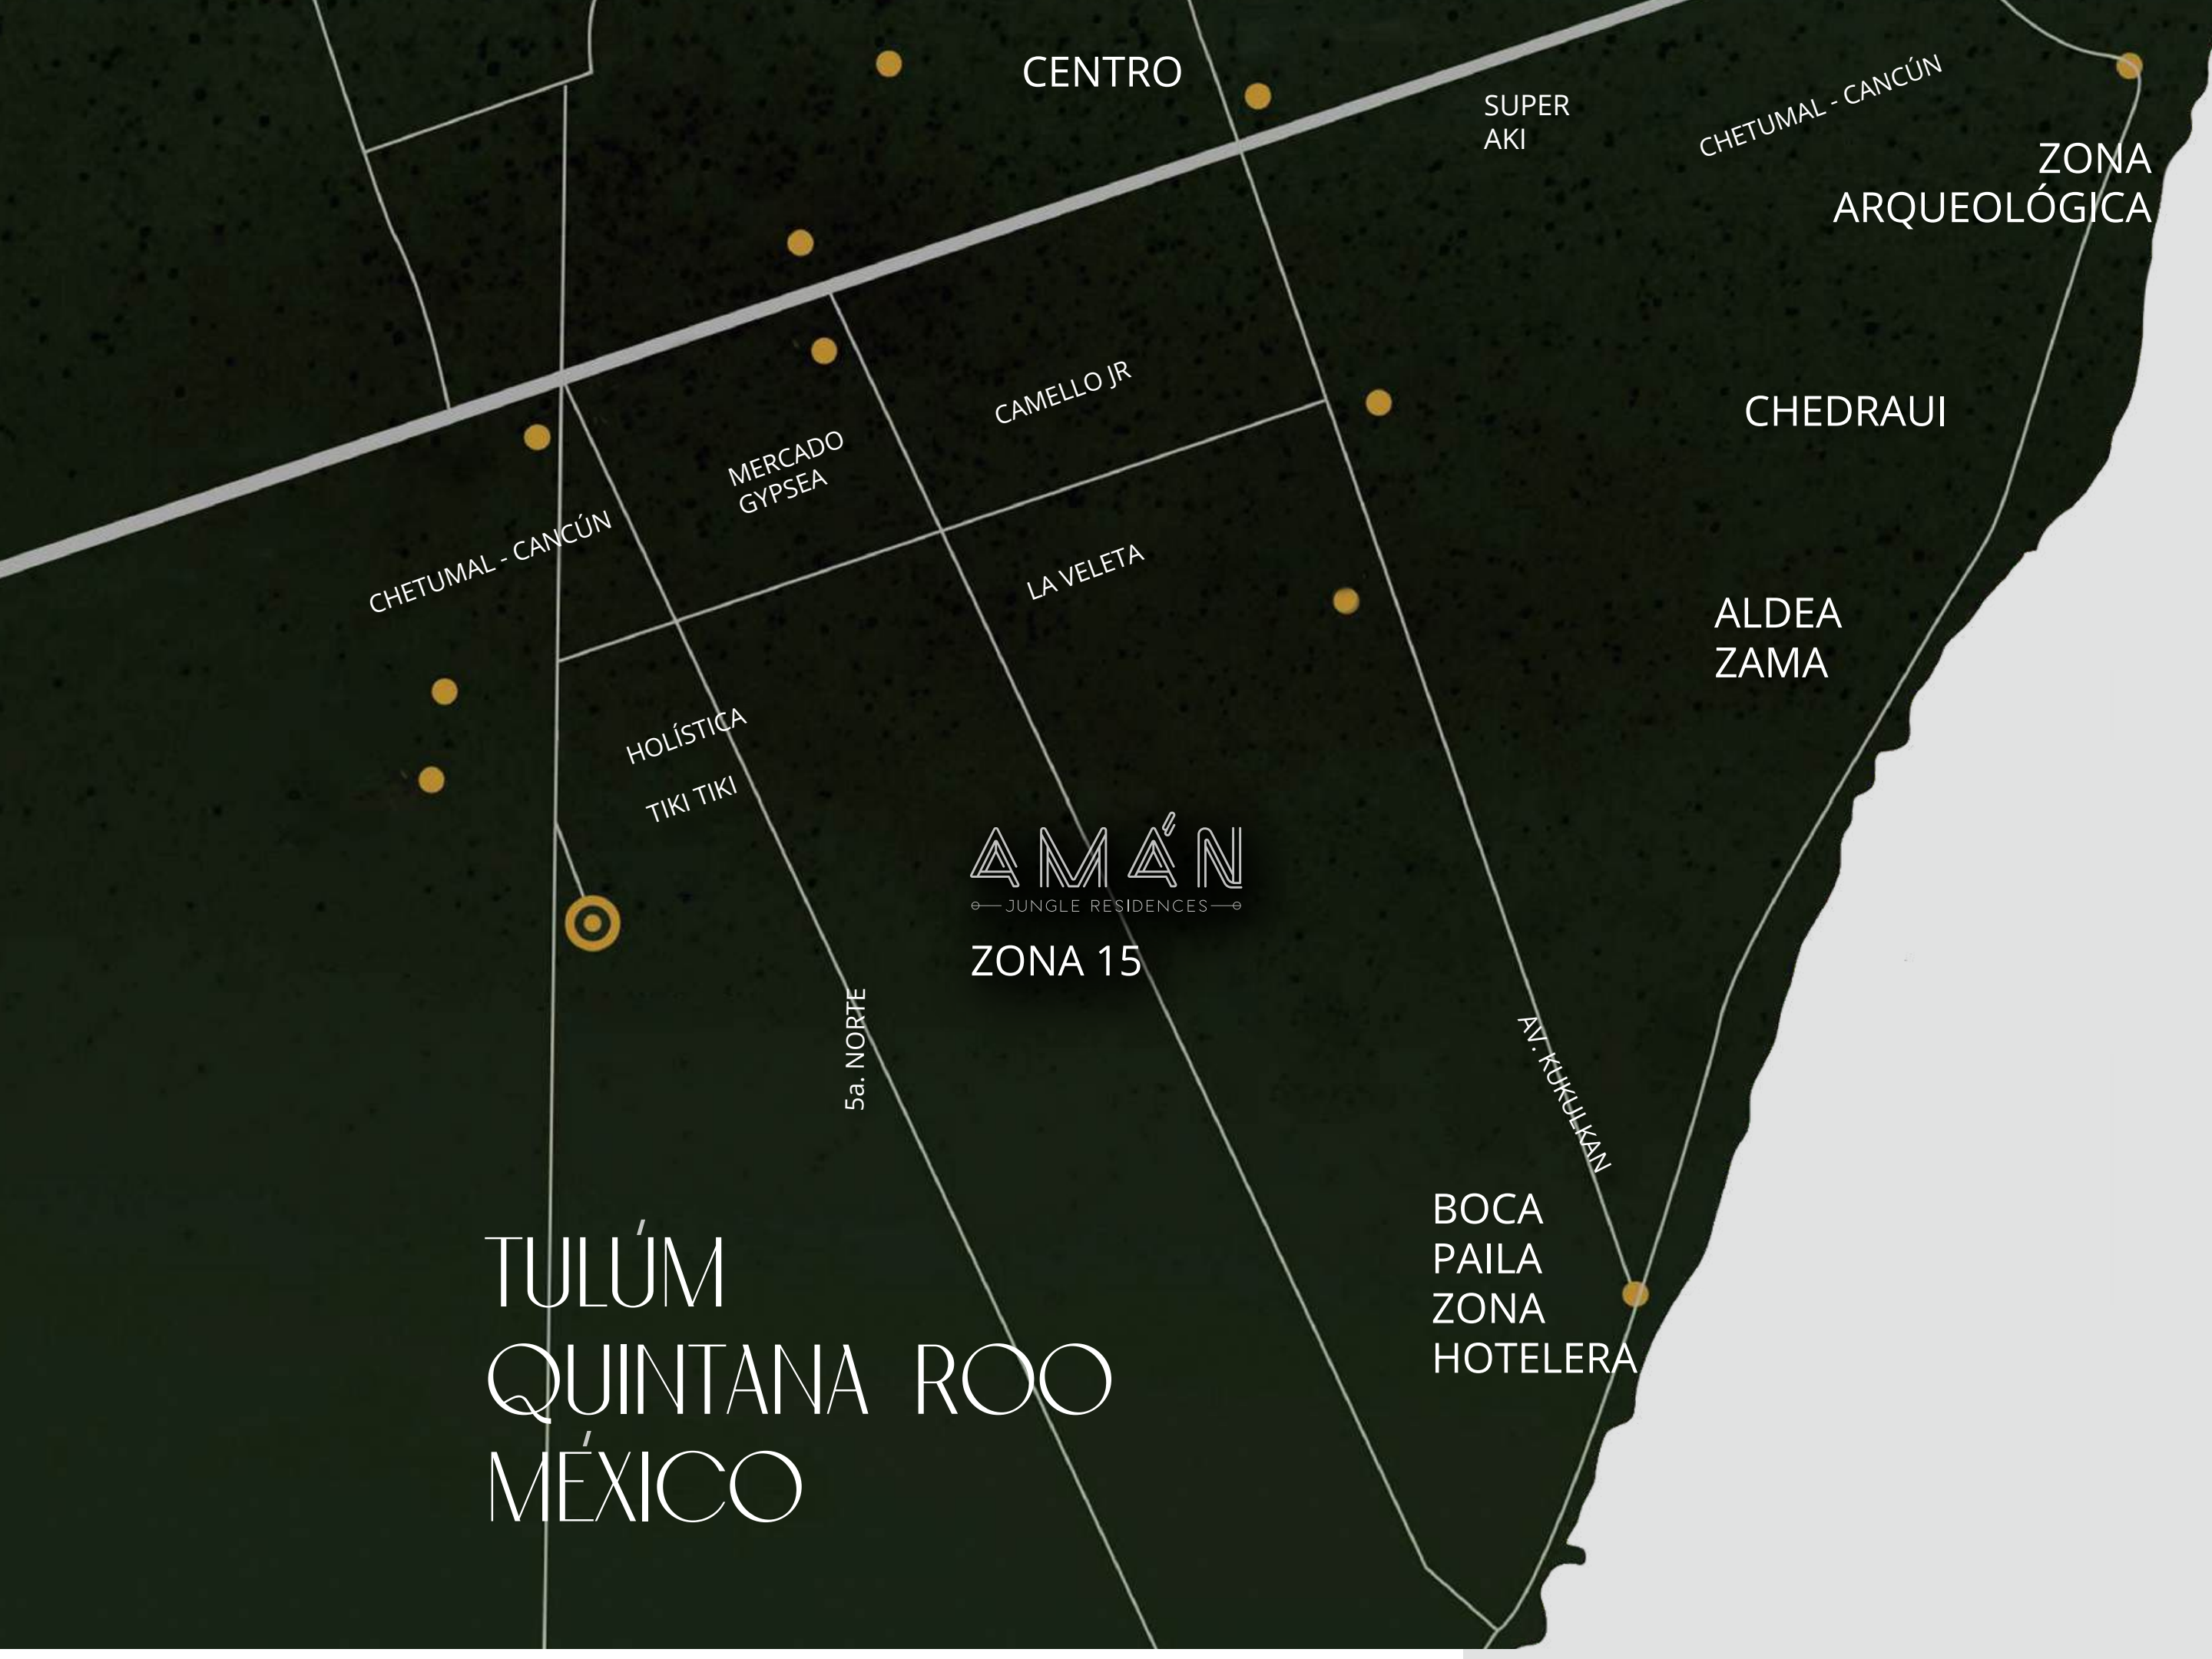 CENTRO
SUPER
AKI
CHETUMAL - CANCÚN
ZONA
ARQUEOLÓGICA
CAMELLO JR
CHEDRAUI
MERCADO
GYPSEA
CHETUMAL - CANCÚN
LA VELETA
ALDEA
ZAMA
HOLÍSTICA
TIKI TIKI
AMÁN
JUNGLE RESIDENCES
ZONA 15
5a. NORTE
AV. KUKULKAN
BOCA
PAILA
ZONA
HOTELERA
TULÚM
QUINTANA ROO
MÉXICO